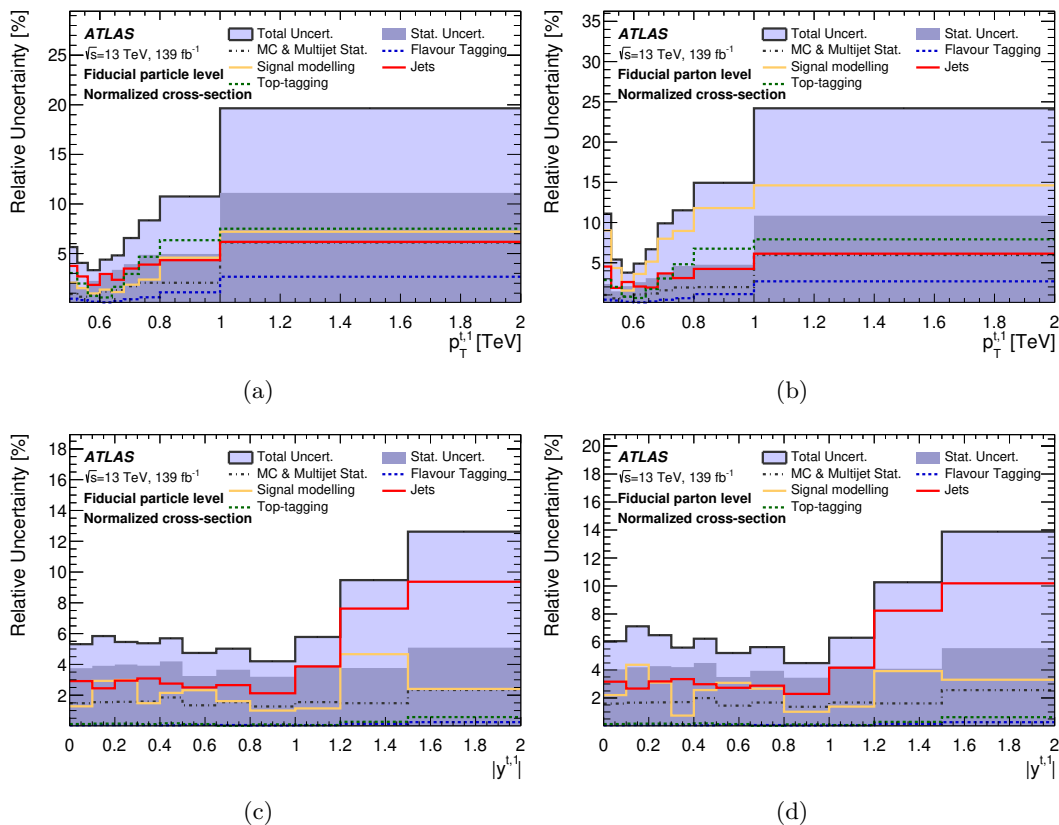 Relative Uncertainty [%]
ATLAS
√s=13 TeV, 139 fb⁻¹
Fiducial particle level
Normalized cross-section
Total Uncert.
Stat. Uncert.
MC & Multijet Stat.
Flavour Tagging
Signal modelling
Jets
Top-tagging
25
20
15
10
5
0.6 0.8 1 1.2 1.4 1.6 1.8 2
p_T^{t,1} [TeV]
(a)
Relative Uncertainty [%]
ATLAS
√s=13 TeV, 139 fb⁻¹
Fiducial parton level
Normalized cross-section
Total Uncert.
Stat. Uncert.
MC & Multijet Stat.
Flavour Tagging
Signal modelling
Jets
Top-tagging
35
30
25
20
15
10
5
0.6 0.8 1 1.2 1.4 1.6 1.8 2
p_T^{t,1} [TeV]
(b)
Relative Uncertainty [%]
ATLAS
√s=13 TeV, 139 fb⁻¹
Fiducial particle level
Normalized cross-section
Total Uncert.
Stat. Uncert.
MC & Multijet Stat.
Flavour Tagging
Signal modelling
Jets
Top-tagging
18
16
14
12
10
8
6
4
2
0 0.2 0.4 0.6 0.8 1 1.2 1.4 1.6 1.8 2
|y^{t,1}|
(c)
Relative Uncertainty [%]
ATLAS
√s=13 TeV, 139 fb⁻¹
Fiducial parton level
Normalized cross-section
Total Uncert.
Stat. Uncert.
MC & Multijet Stat.
Flavour Tagging
Signal modelling
Jets
Top-tagging
20
18
16
14
12
10
8
6
4
2
0 0.2 0.4 0.6 0.8 1 1.2 1.4 1.6 1.8 2
|y^{t,1}|
(d)